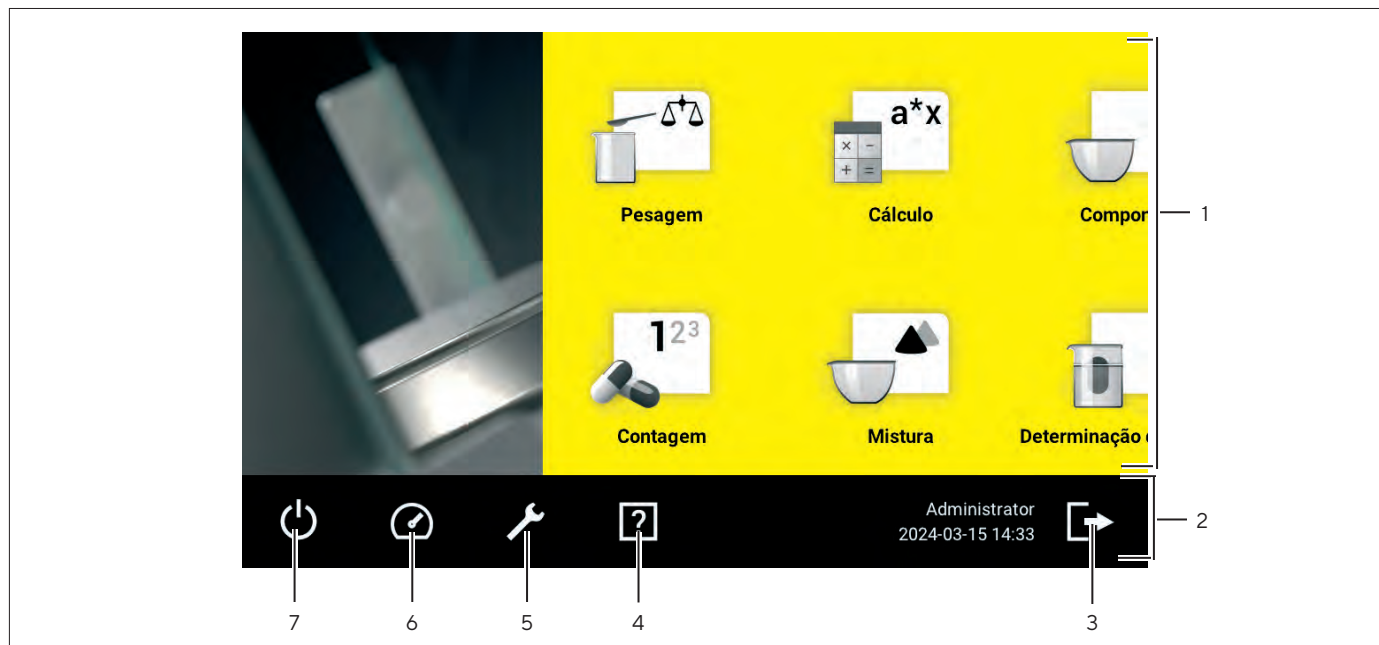 a*x
× -
+ =
Pesagem
Cálculo
Compon
123
Contagem
Mistura
Determinação
?
Administrator
2024-03-15 14:33
1
2
7
6
5
4
3